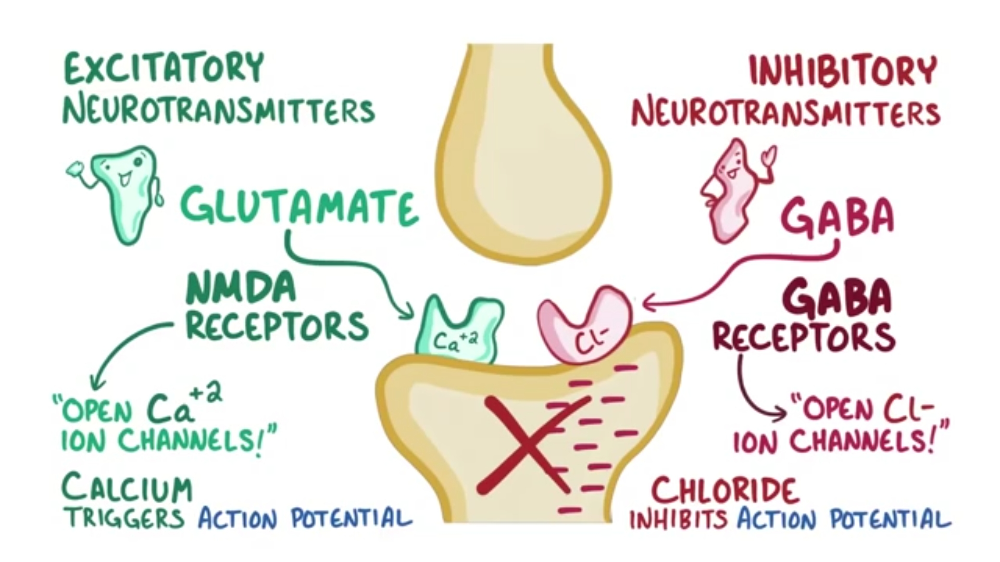 EXCITATORY
NEUROTRANSMITTERS
GLUTAMATE
NMDA
RECEPTORS
"OPEN Ca+2
ION CHANNELS!"
CALCIUM
TRIGGERS ACTION POTENTIAL
Ca+2
Cl-
INHIBITORY
NEUROTRANSMITTERS
GABA
GABA
RECEPTORS
"OPEN Cl-
ION CHANNELS!"
CHLORIDE
INHIBITS ACTION POTENTIAL